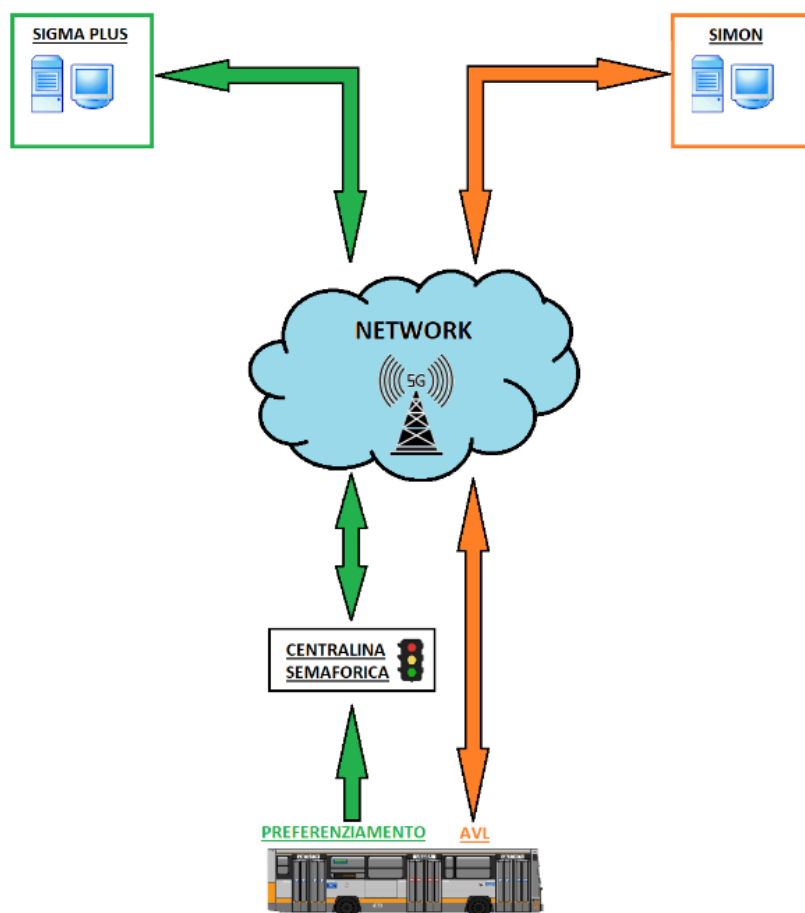 SIGMA PLUS
SIMON
NETWORK
5G
CENTRALINA
SEMAFORICA
PREFERENZIAMENTO
AVL